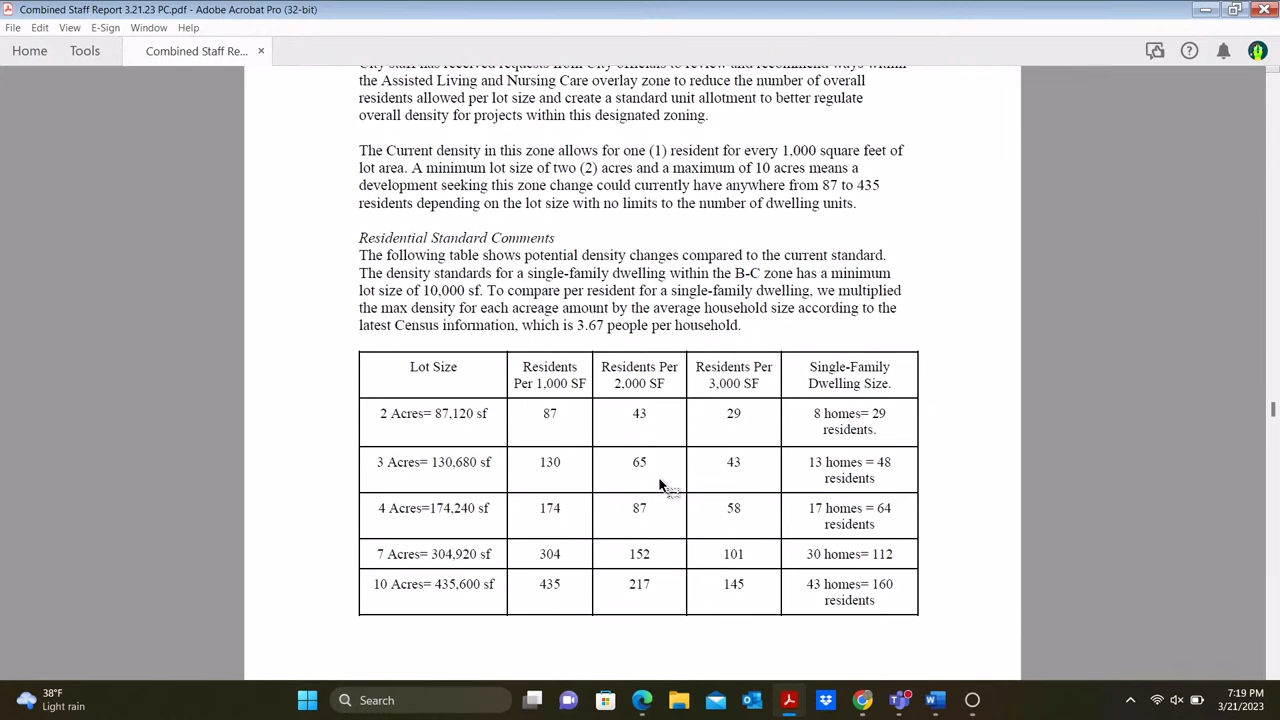 Combined Staff Report 3.21.23 PC.pdf - Adobe Acrobat Pro (32-bit)
File Edit View E-Sign Window Help
Home Tools Combined Staff Re... ×
City staff has received requests from City officials to review and recommend ways within
the Assisted Living and Nursing Care overlay zone to reduce the number of overall
residents allowed per lot size and create a standard unit allotment to better regulate
overall density for projects within this designated zoning.
The Current density in this zone allows for one (1) resident for every 1,000 square feet of
lot area. A minimum lot size of two (2) acres and a maximum of 10 acres means a
development seeking this zone change could currently have anywhere from 87 to 435
residents depending on the lot size with no limits to the number of dwelling units.
Residential Standard Comments
The following table shows potential density changes compared to the current standard.
The density standards for a single-family dwelling within the B-C zone has a minimum
lot size of 10,000 sf. To compare per resident for a single-family dwelling, we multiplied
the max density for each acreage amount by the average household size according to the
latest Census information, which is 3.67 people per household.
Lot Size Residents Residents Per Residents Per Single-Family
Per 1,000 SF 2,000 SF 3,000 SF Dwelling Size.
2 Acres= 87,120 sf 87 43 29 8 homes= 29
residents.
3 Acres= 130,680 sf 130 65 43 13 homes = 48
residents
4 Acres=174,240 sf 174 87 58 17 homes= 64
residents
7 Acres= 304,920 sf 304 152 101 30 homes= 112
10 Acres= 435,600 sf 435 217 145 43 homes= 160
residents
38°F
Light rain
Search
7:19 PM
3/21/2023